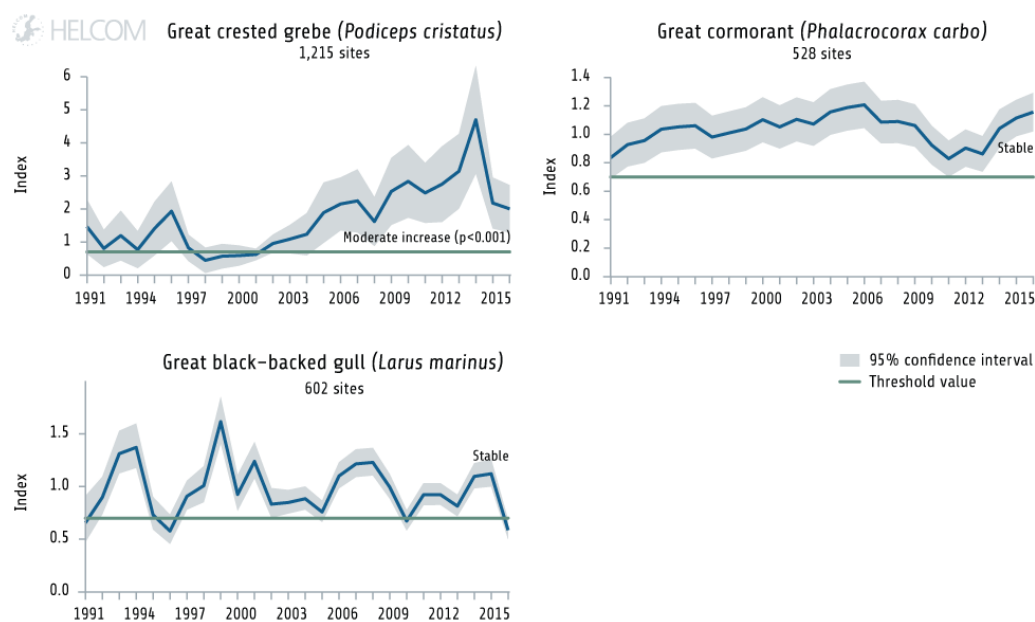 HELCOM
Great crested grebe (Podiceps cristatus)
1,215 sites
6
5
4
3
2
1
0
Index
Moderate increase (p<0.001)
1991 1994 1997 2000 2003 2006 2009 2012 2015
Great cormorant (Phalacrocorax carbo)
528 sites
1.4
1.2
1.0
0.8
0.6
0.4
0.2
0.0
Index
Stable
1991 1994 1997 2000 2003 2006 2009 2012 2015
Great black-backed gull (Larus marinus)
602 sites
1.5
1.0
0.5
0.0
Index
Stable
1991 1994 1997 2000 2003 2006 2009 2012 2015
95% confidence interval
Threshold value